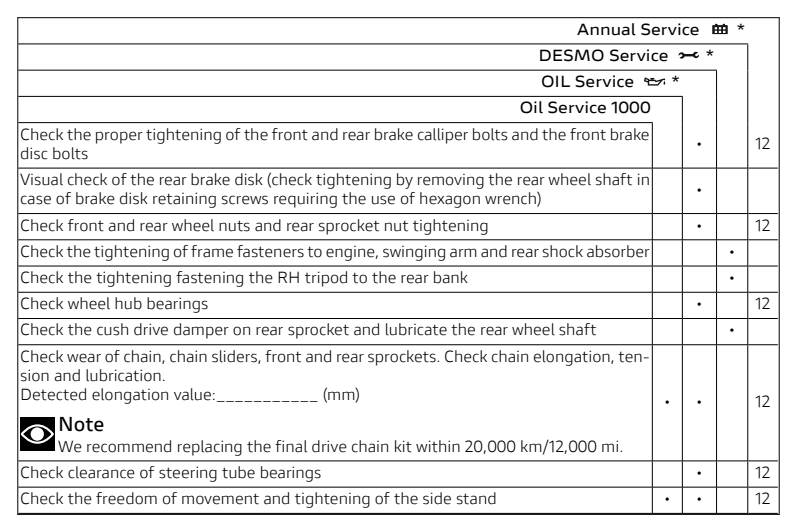 Annual Service *
DESMO Service *
OIL Service *
Oil Service 1000
Check the proper tightening of the front and rear brake calliper bolts and the front brake
disc bolts • 12
Visual check of the rear brake disk (check tightening by removing the rear wheel shaft in
case of brake disk retaining screws requiring the use of hexagon wrench) •
Check front and rear wheel nuts and rear sprocket nut tightening • 12
Check the tightening of frame fasteners to engine, swinging arm and rear shock absorber •
Check the tightening fastening the RH tripod to the rear bank •
Check wheel hub bearings • 12
Check the cush drive damper on rear sprocket and lubricate the rear wheel shaft •
Check wear of chain, chain sliders, front and rear sprockets. Check chain elongation, ten-
sion and lubrication.
Detected elongation value:___________ (mm) • • 12
Note
We recommend replacing the final drive chain kit within 20,000 km/12,000 mi.
Check clearance of steering tube bearings • 12
Check the freedom of movement and tightening of the side stand • • 12